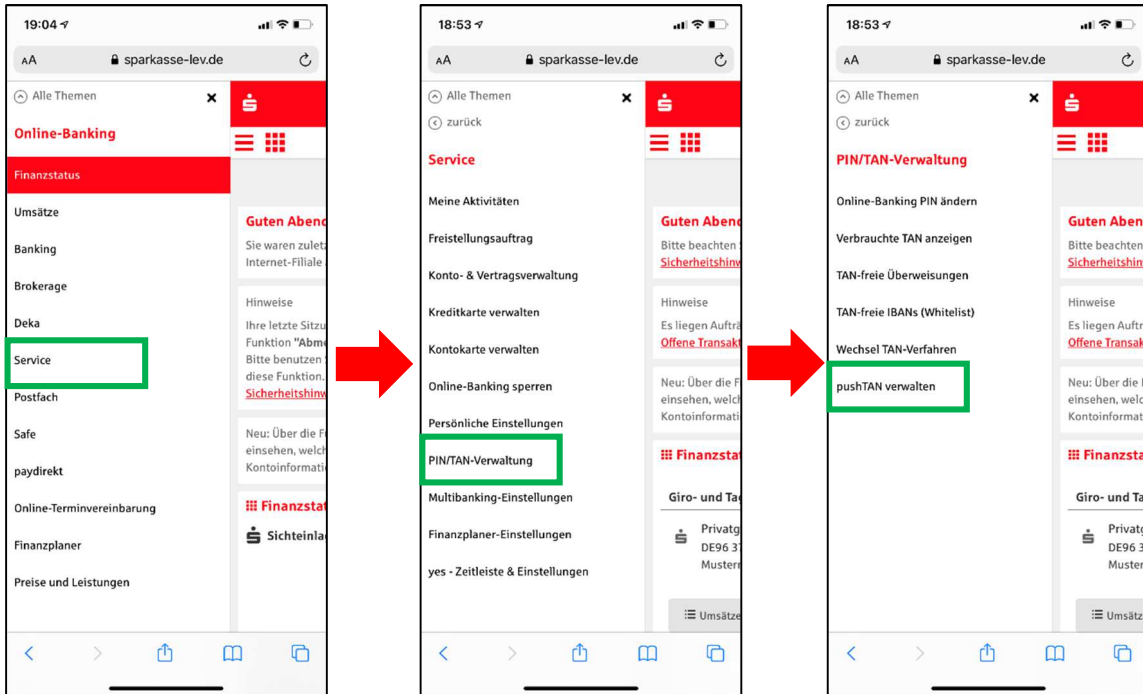 19:04
AA sparkasse-lev.de
Alle Themen
Online-Banking
Finanzstatus
Umsätze
Banking
Brokerage
Deka
Service
Postfach
Safe
paydirekt
Online-Terminvereinbarung
Finanzplaner
Preise und Leistungen
Guten Abend
Sie waren zuletz
Internet-Filiale
Hinweise
Ihre letzte Sitzu
Funktion "Abme
Bitte benutzen
diese Funktion.
Sicherheitshinw
Neu: Über die F
einsehen, welch
Kontoinformati
Finanzstat
Sichteinla
18:53
AA sparkasse-lev.de
Alle Themen
zurück
Service
Meine Aktivitäten
Freistellungsauftrag
Konto- & Vertragsverwaltung
Kreditkarte verwalten
Kontokarte verwalten
Online-Banking sperren
Persönliche Einstellungen
PIN/TAN-Verwaltung
Multibanking-Einstellungen
Finanzplaner-Einstellungen
yes - Zeitleiste & Einstellungen
Guten Abend
Bitte beachten
Sicherheitshinw
Hinweise
Es liegen Aufträ
Offene Transakt
Neu: Über die F
einsehen, welch
Kontoinformati
Finanzstat
Giro- und Tag
Privatg
DE96 37
Muster
Umsätze
18:53
AA sparkasse-lev.de
Alle Themen
zurück
PIN/TAN-Verwaltung
Online-Banking PIN ändern
Verbrauchte TAN anzeigen
TAN-freie Überweisungen
TAN-freie IBANs (Whitelist)
Wechsel TAN-Verfahren
pushTAN verwalten
Guten Aben
Bitte beachten
Sicherheitshin
Hinweise
Es liegen Auftr
Offene Transak
Neu: Über die
einsehen, welc
Kontoinformat
Finanzsta
Giro- und Ta
Privatg
DE96 3
Muster
Umsätz